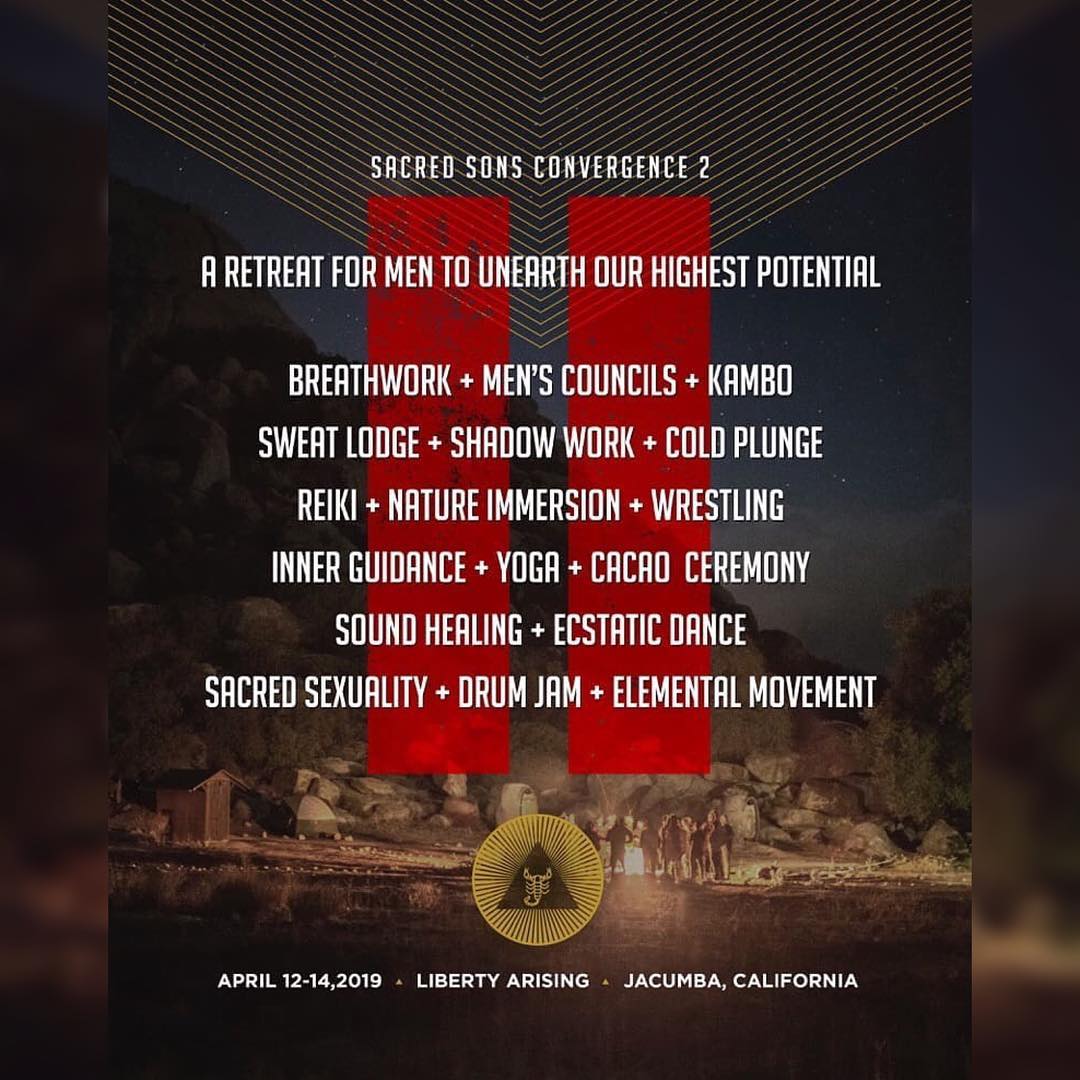 SACRED SONS CONVERGENCE 2
A RETREAT FOR MEN TO UNEARTH OUR HIGHEST POTENTIAL
BREATHWORK + MEN'S COUNCILS + KAMBO
SWEAT LODGE + SHADOW WORK + COLD PLUNGE
REIKI + NATURE IMMERSION + WRESTLING
INNER GUIDANCE + YOGA + CACAO CEREMONY
SOUND HEALING + ECSTATIC DANCE
SACRED SEXUALITY + DRUM JAM + ELEMENTAL MOVEMENT
APRIL 12-14,2019 ▲ LIBERTY ARISING ▲ JACUMBA, CALIFORNIA